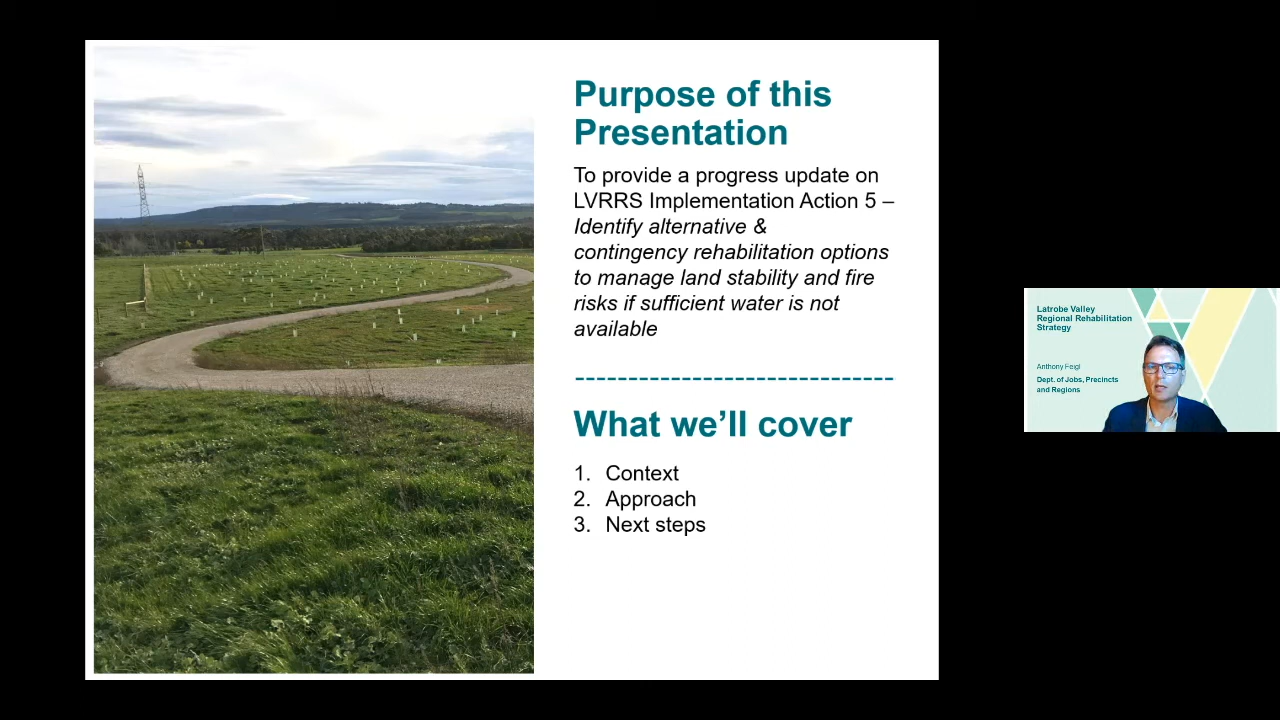 Purpose of this
Presentation
To provide a progress update on
LVRRS Implementation Action 5 –
Identify alternative &
contingency rehabilitation options
to manage land stability and fire
risks if sufficient water is not
available
What we'll cover
1. Context
2. Approach
3. Next steps
Latrobe Valley
Regional Rehabilitation
Strategy
Anthony Feigl
Dept. of Jobs, Precincts
and Regions